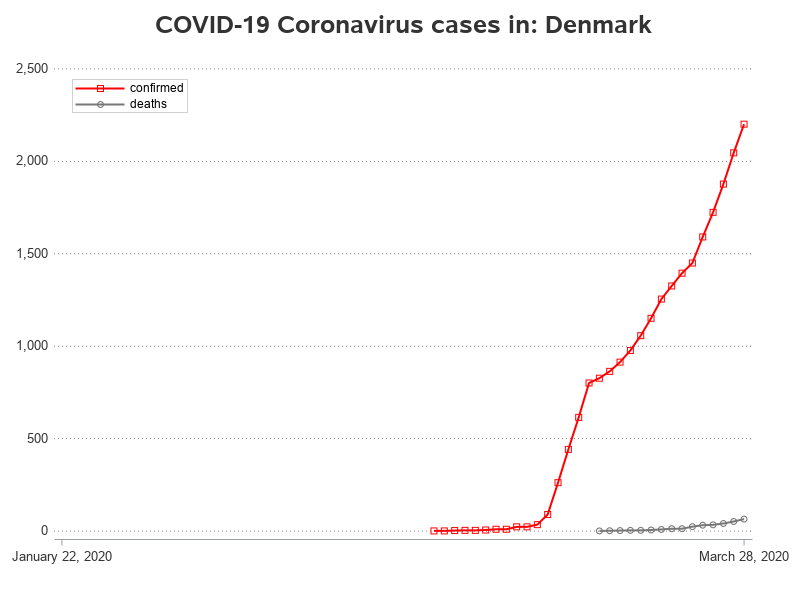 COVID-19 Coronavirus cases in: Denmark
2,500
confirmed
deaths
2,000
1,500
1,000
500
0
January 22, 2020
March 28, 2020